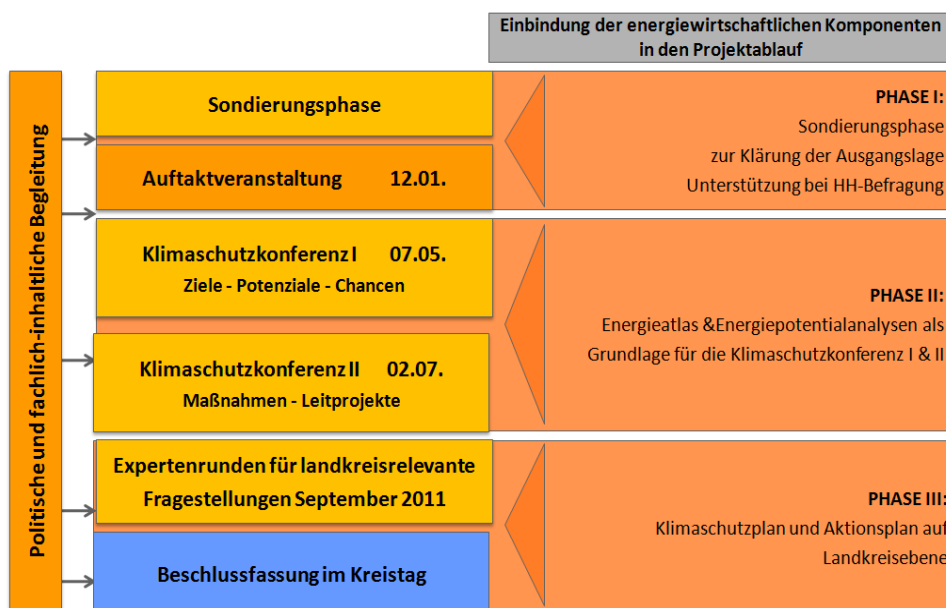 Einbindung der energiewirtschaftlichen Komponenten
in den Projektablauf
Politische und fachlich-inhaltliche Begleitung
Sondierungsphase
Auftaktveranstaltung 12.01.
PHASE I:
Sondierungsphase
zur Klärung der Ausgangslage
Unterstützung bei HH-Befragung
Klimaschutzkonferenz I 07.05.
Ziele - Potenziale - Chancen
Klimaschutzkonferenz II 02.07.
Maßnahmen - Leitprojekte
PHASE II:
Energieatlas &Energiepotentialanalysen als
Grundlage für die Klimaschutzkonferenz I & II
Expertenrunden für landkreisrelevante
Fragestellungen September 2011
Beschlussfassung im Kreistag
PHASE III:
Klimaschutzplan und Aktionsplan auf
Landkreisebene